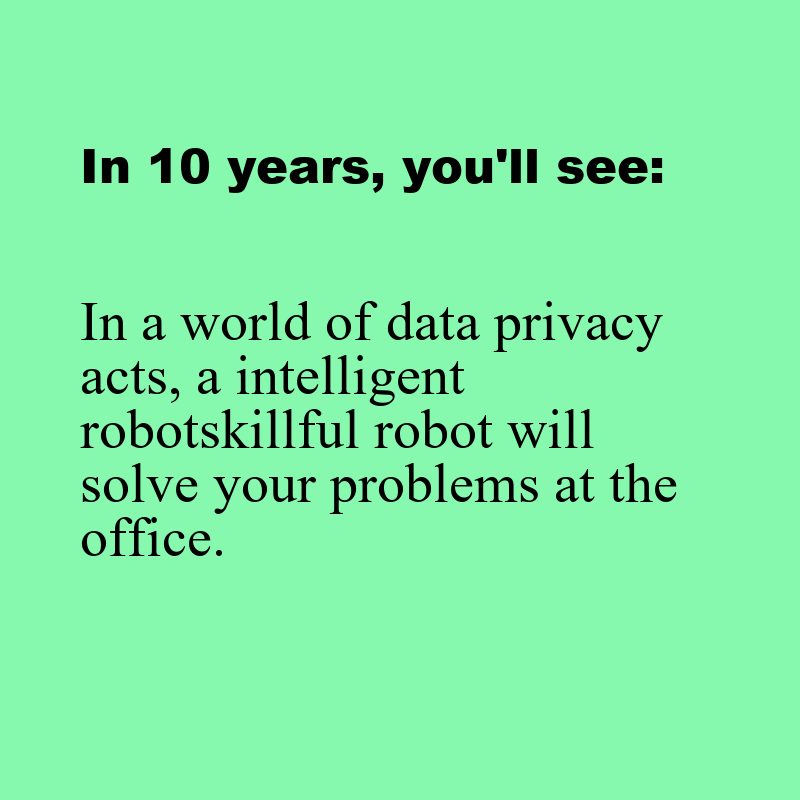 In 10 years, you'll see:
In a world of data privacy
acts, a intelligent
robotskillful robot will
solve your problems at the
office.